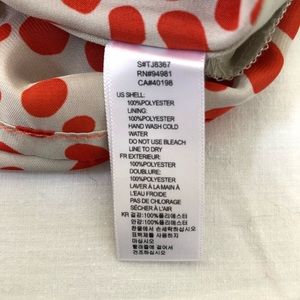 S#TJ8367
RN#94981
CA#40198
US SHELL:
100%POLYESTER
LINING:
100%POLYESTER
HAND WASH COLD
WATER
DO NOT USE BLEACH
LINE TO DRY
FR EXTERIEUR:
100%POLYESTER
DOUBLURE:
100%POLYESTER
LAVER À LA MAIN À
L'EAU FROIDE
PAS DE CHLORAGE
SÉCHER À L'AIR
KR 겉감:100%폴리에스터
안감:100%폴리에스터
찬물에서 손세탁하십시오
표백제를 사용하지
마십시오
빨래줄에 걸어서
건조하십시오